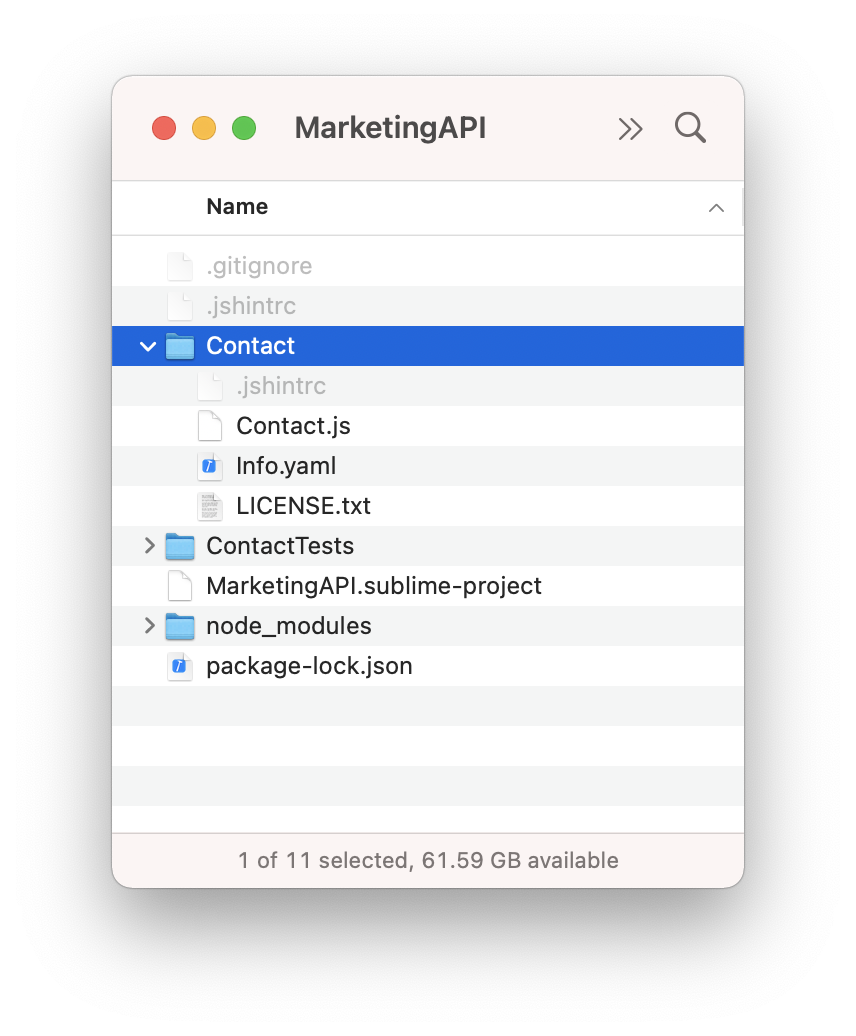 MarketingAPI
Name
.gitignore
.jshintrc
Contact
.jshintrc
Contact.js
Info.yaml
LICENSE.txt
ContactTests
MarketingAPI.sublime-project
node_modules
package-lock.json
1 of 11 selected, 61.59 GB available